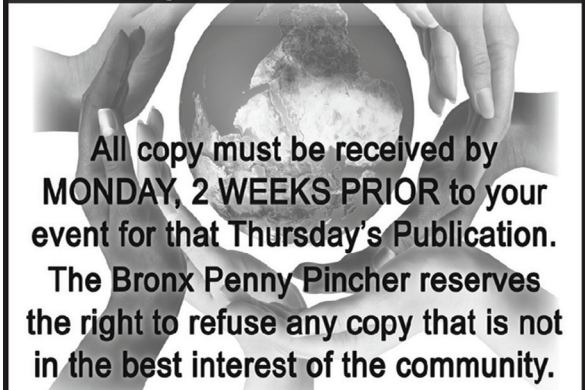 All copy must be received by
MONDAY, 2 WEEKS PRIOR to your
event for that Thursday's Publication.
The Bronx Penny Pincher reserves
the right to refuse any copy that is not
in the best interest of the community.